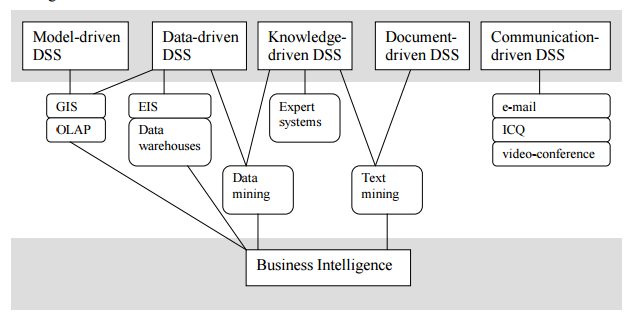 Model-driven
DSS
Data-driven
DSS
Knowledge-
driven DSS
Document-
driven DSS
Communication-
driven DSS
GIS
OLAP
EIS
Data
warehouses
Expert
systems
e-mail
ICQ
video-conference
Data
mining
Text
mining
Business Intelligence